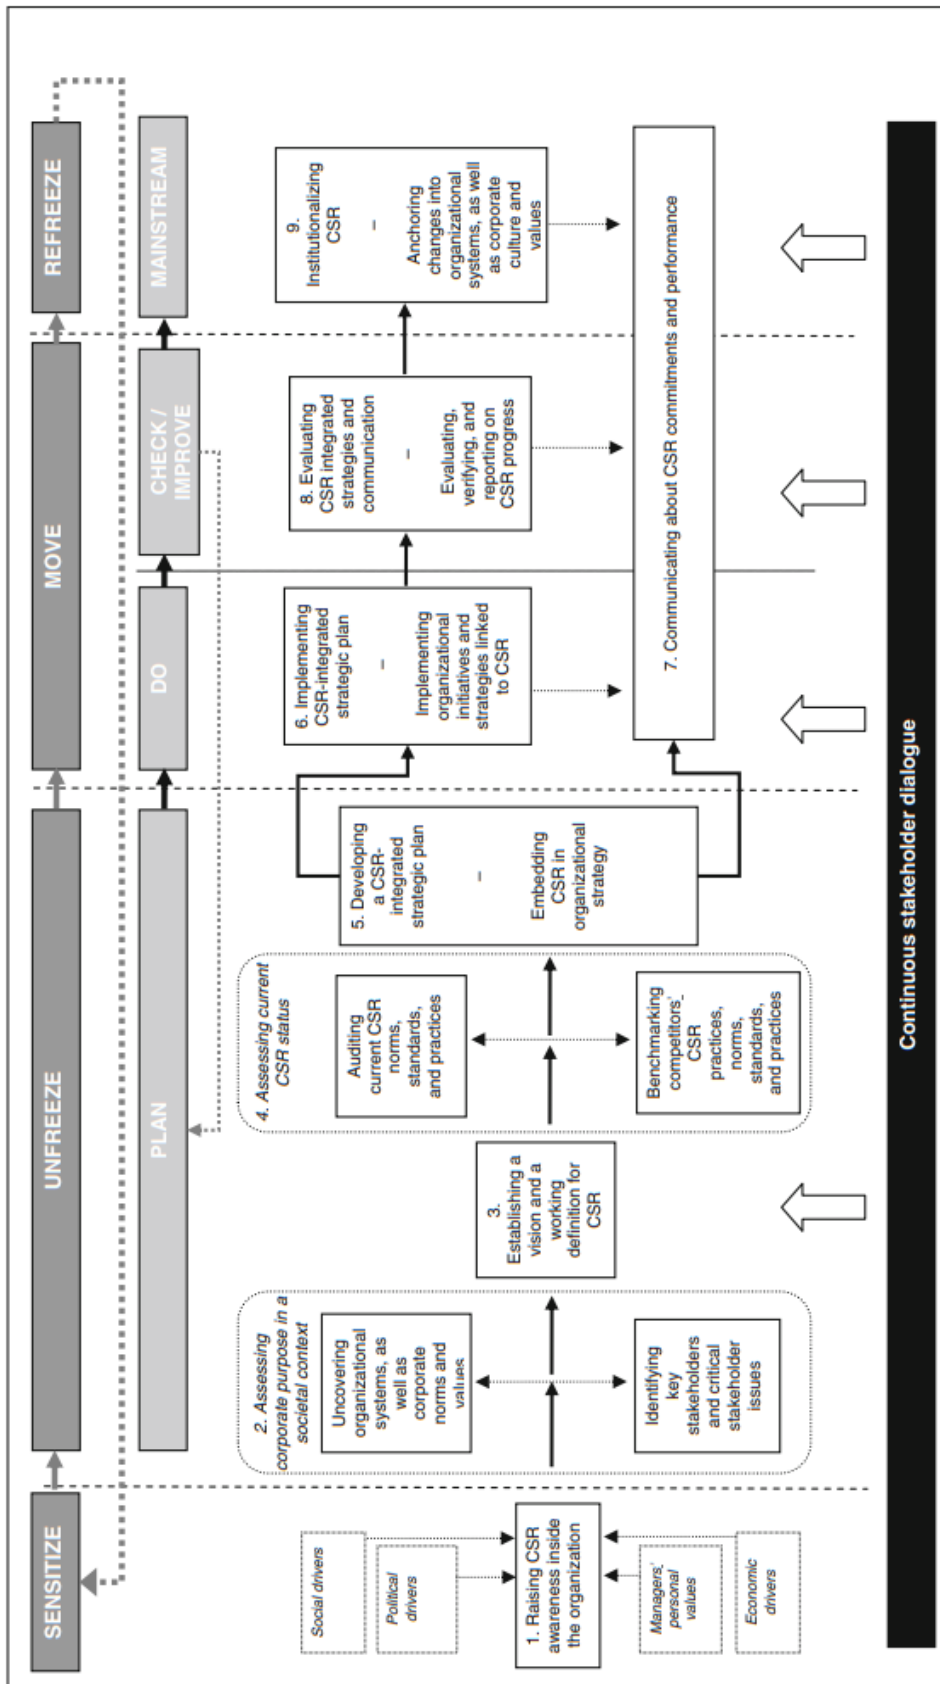 SENSITIZE
UNFREEZE
MOVE
REFREEZE
PLAN
DO
CHECK /
IMPROVE
MAINSTREAM
Social drivers
Political
drivers
1. Raising CSR
awareness inside
the organization
Managers'
personal
values
Economic
drivers
2. Assessing
corporate purpose in a
societal context
Uncovering
organizational
systems, as
well as
corporate
norms and
values
Identifying
key
stakeholders
and critical
stakeholder
issues
3.
Establishing a
vision and a
working
definition for
CSR
4. Assessing current
CSR status
Auditing
current CSR
norms,
standards,
and practices
Benchmarking
competitors'
CSR
practices,
norms,
standards,
and practices
5. Developing
a CSR-
integrated
strategic plan
–
Embedding
CSR in
organizational
strategy
6. Implementing
CSR-integrated
strategic plan
–
Implementing
organizational
initiatives and
strategies linked
to CSR
7. Communicating about CSR commitments and performance
8. Evaluating
CSR integrated
strategies and
communication
–
Evaluating,
verifying, and
reporting on
CSR progress
9.
Institutionalizing
CSR
–
Anchoring
changes into
organizational
systems, as well
as corporate
culture and
values
Continuous stakeholder dialogue